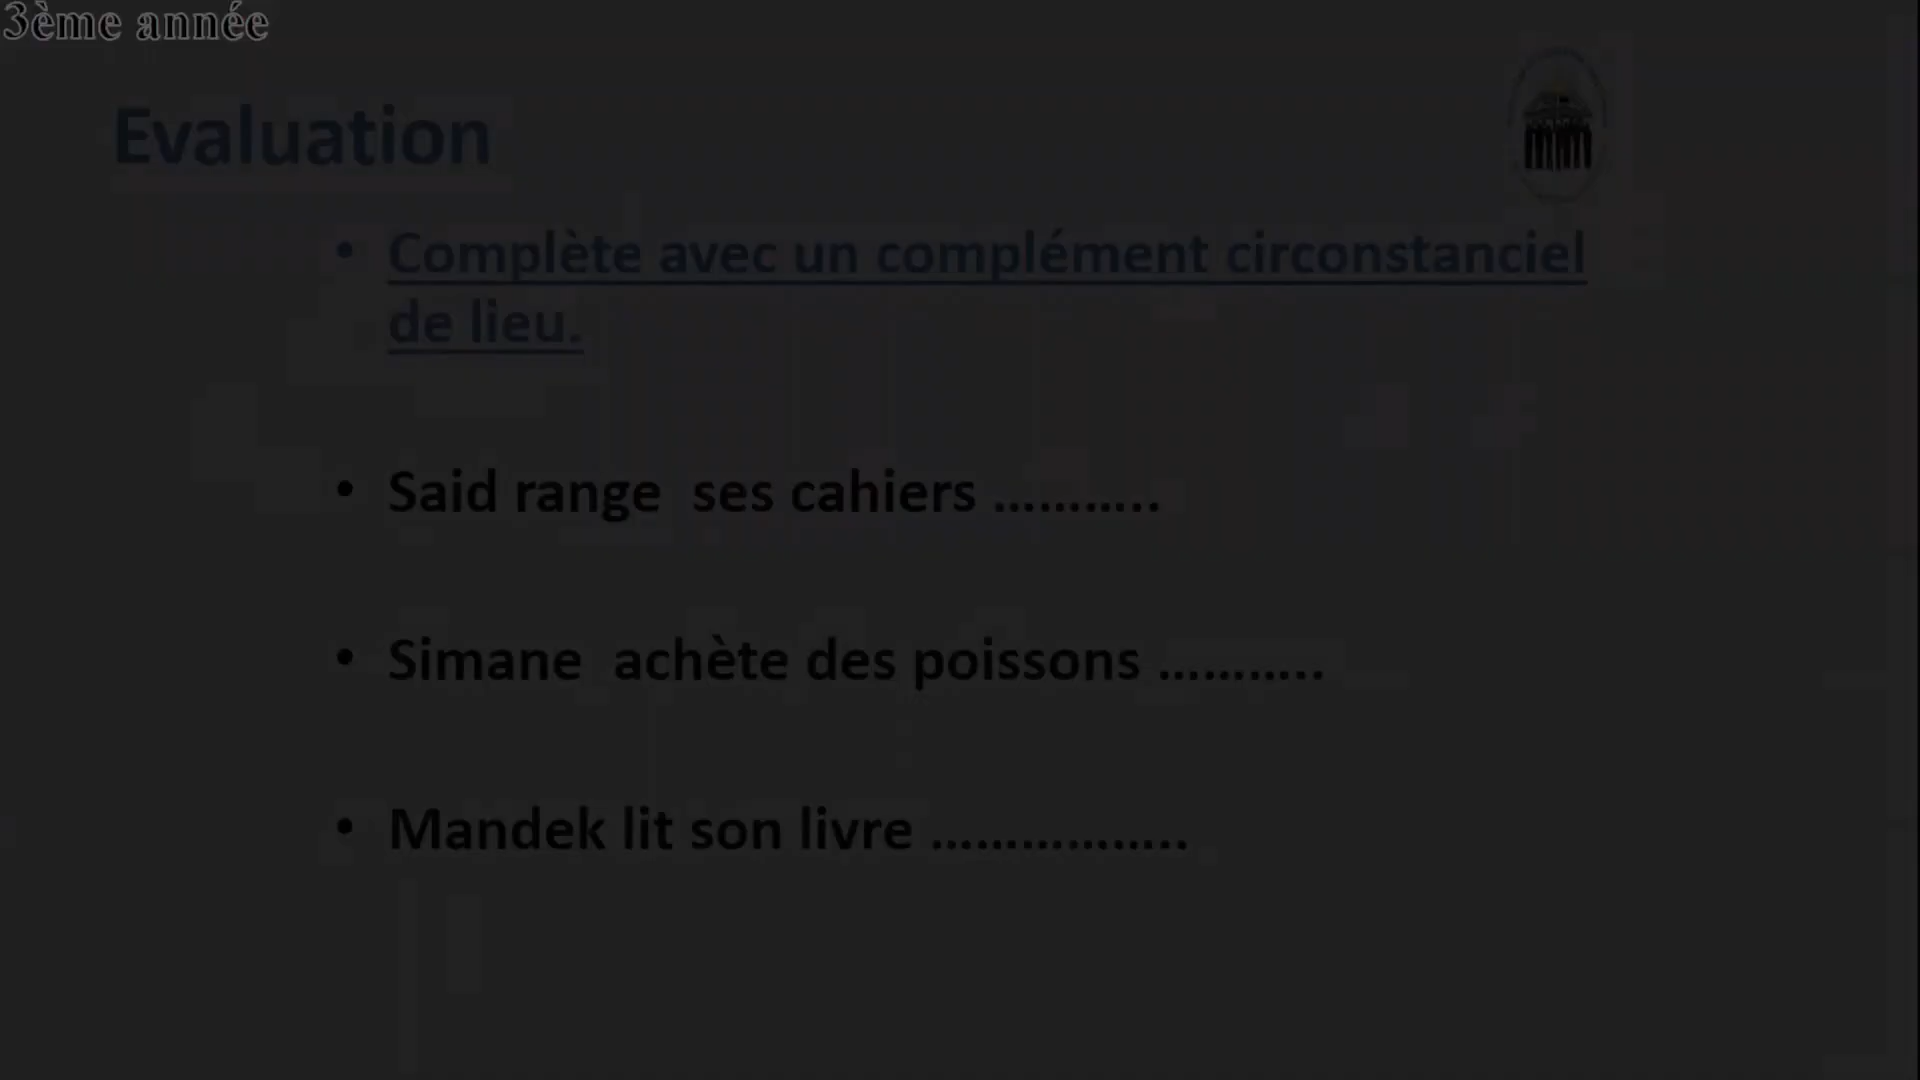 3ème année
Evaluation
• Complète avec un complément circonstanciel
de lieu.
• Said range  ses cahiers ...........
• Simane  achète des poissons ...........
• Mandek lit son livre .................